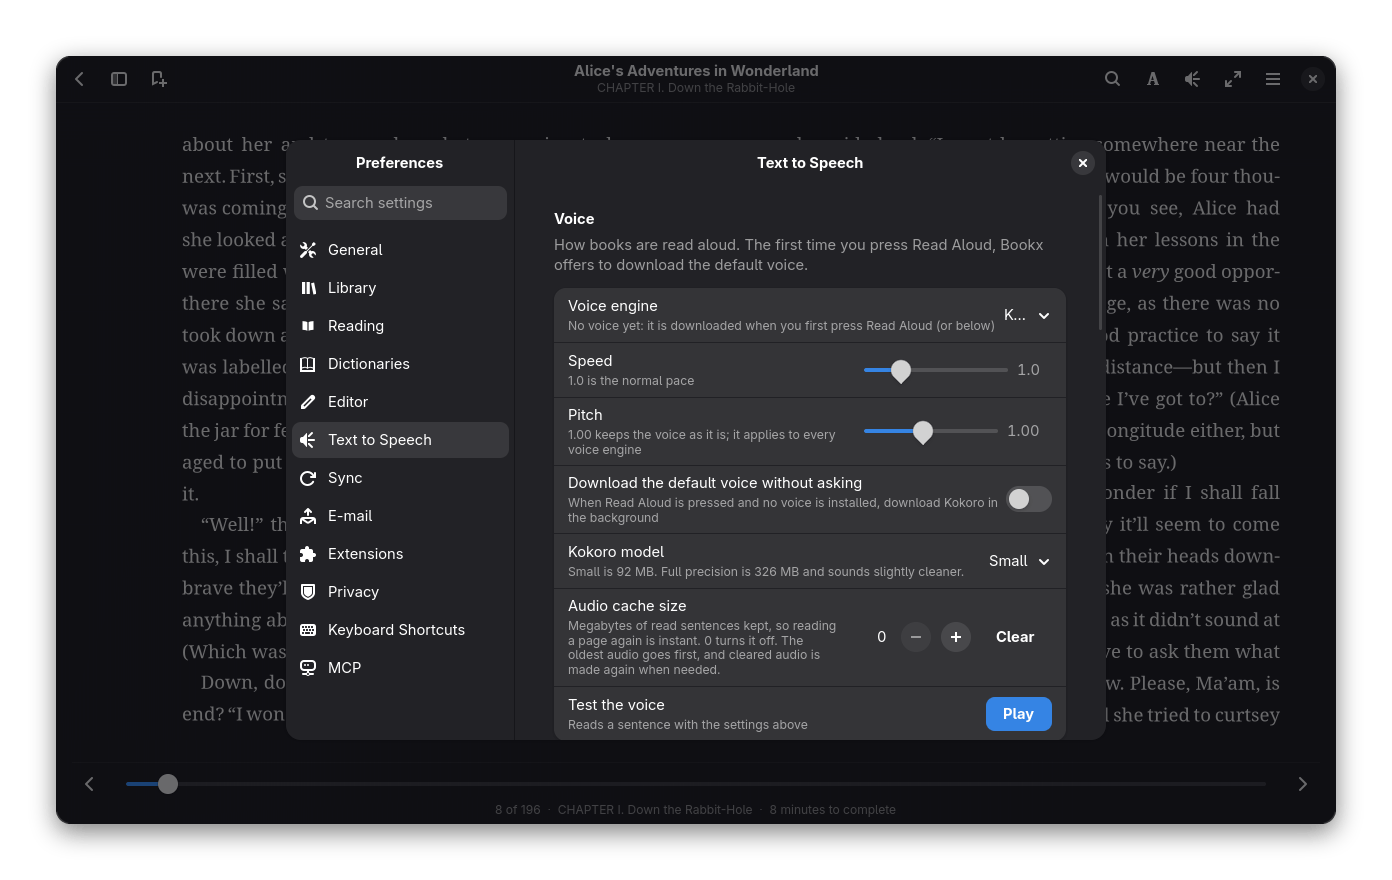 Alice's Adventures in Wonderland
CHAPTER I. Down the Rabbit-Hole
about her
somewhere near the
next. First,
would be four thou-
was coming
you see, Alice had
she looked
her lessons in the
were filled
a very good oppor-
there she
as there was no
took down
practice to say it
was labelled
distance—but then I
I've got to?” (Alice
the jar for
longitude either, but
aged to put
to say.)
it.
wonder if I shall fall
“Well!”
it’ll seem to come
this, I shall
their heads down-
brave they’ll
she was rather glad
anything
as it didn’t sound at
(Which was
to ask them what
Down,
Please, Ma’am, is
end? “I
she tried to curtsey
Preferences
Search settings
General
Library
Reading
Dictionaries
Editor
Text to Speech
Sync
E-mail
Extensions
Privacy
Keyboard Shortcuts
MCP
Text to Speech
Voice
How books are read aloud. The first time you press Read Aloud, Bookx
offers to download the default voice.
Voice engine
No voice yet: it is downloaded when you first press Read Aloud (or below)
K...
Speed
1.0 is the normal pace
1.0
Pitch
1.00 keeps the voice as it is; it applies to every
voice engine
1.00
Download the default voice without asking
When Read Aloud is pressed and no voice is installed, download Kokoro in
the background
Kokoro model
Small is 92 MB. Full precision is 326 MB and sounds slightly cleaner.
Small
Audio cache size
Megabytes of read sentences kept, so reading
a page again is instant. 0 turns it off. The
oldest audio goes first, and cleared audio is
made again when needed.
0
Clear
Test the voice
Reads a sentence with the settings above
Play
8 of 196 · CHAPTER I. Down the Rabbit-Hole · 8 minutes to complete